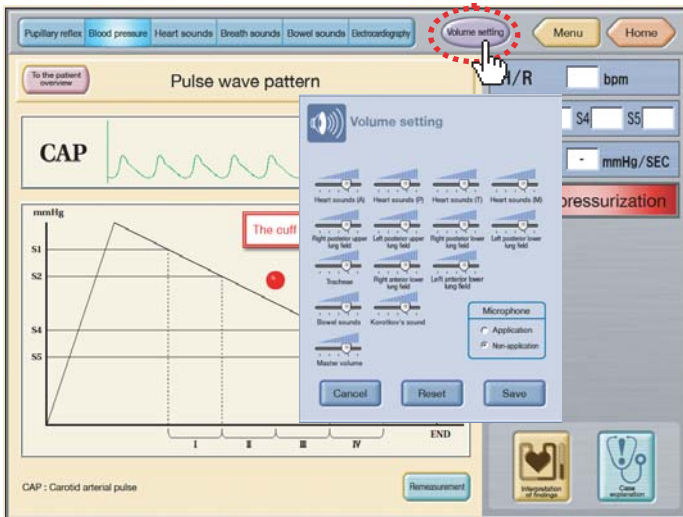 Pupillary reflex Blood pressure Heart sounds Breath sounds Bowel sounds Electrocardiography Volume setting Menu Home
To the patient
overview
Pulse wave pattern
H/R bpm
S4 S5
- mmHg/SEC
pressurization
CAP
mmHg
S1
S2
S4
S5
The cuff
I II III IV END
CAP : Carotid arterial pulse
Remeasurement
Volume setting
Heart sounds (A) Heart sounds (P) Heart sounds (T) Heart sounds (M)
Right posterior upper
lung field
Left posterior upper
lung field
Right posterior lower
lung field
Left posterior lower
lung field
Tracheae
Right anterior lower
lung field
Left anterior lower
lung field
Bowel sounds Korotkov's sound
Master volume
Microphone
Application
Non-application
Cancel Reset Save
Interpretation
of findings
Case
explanation